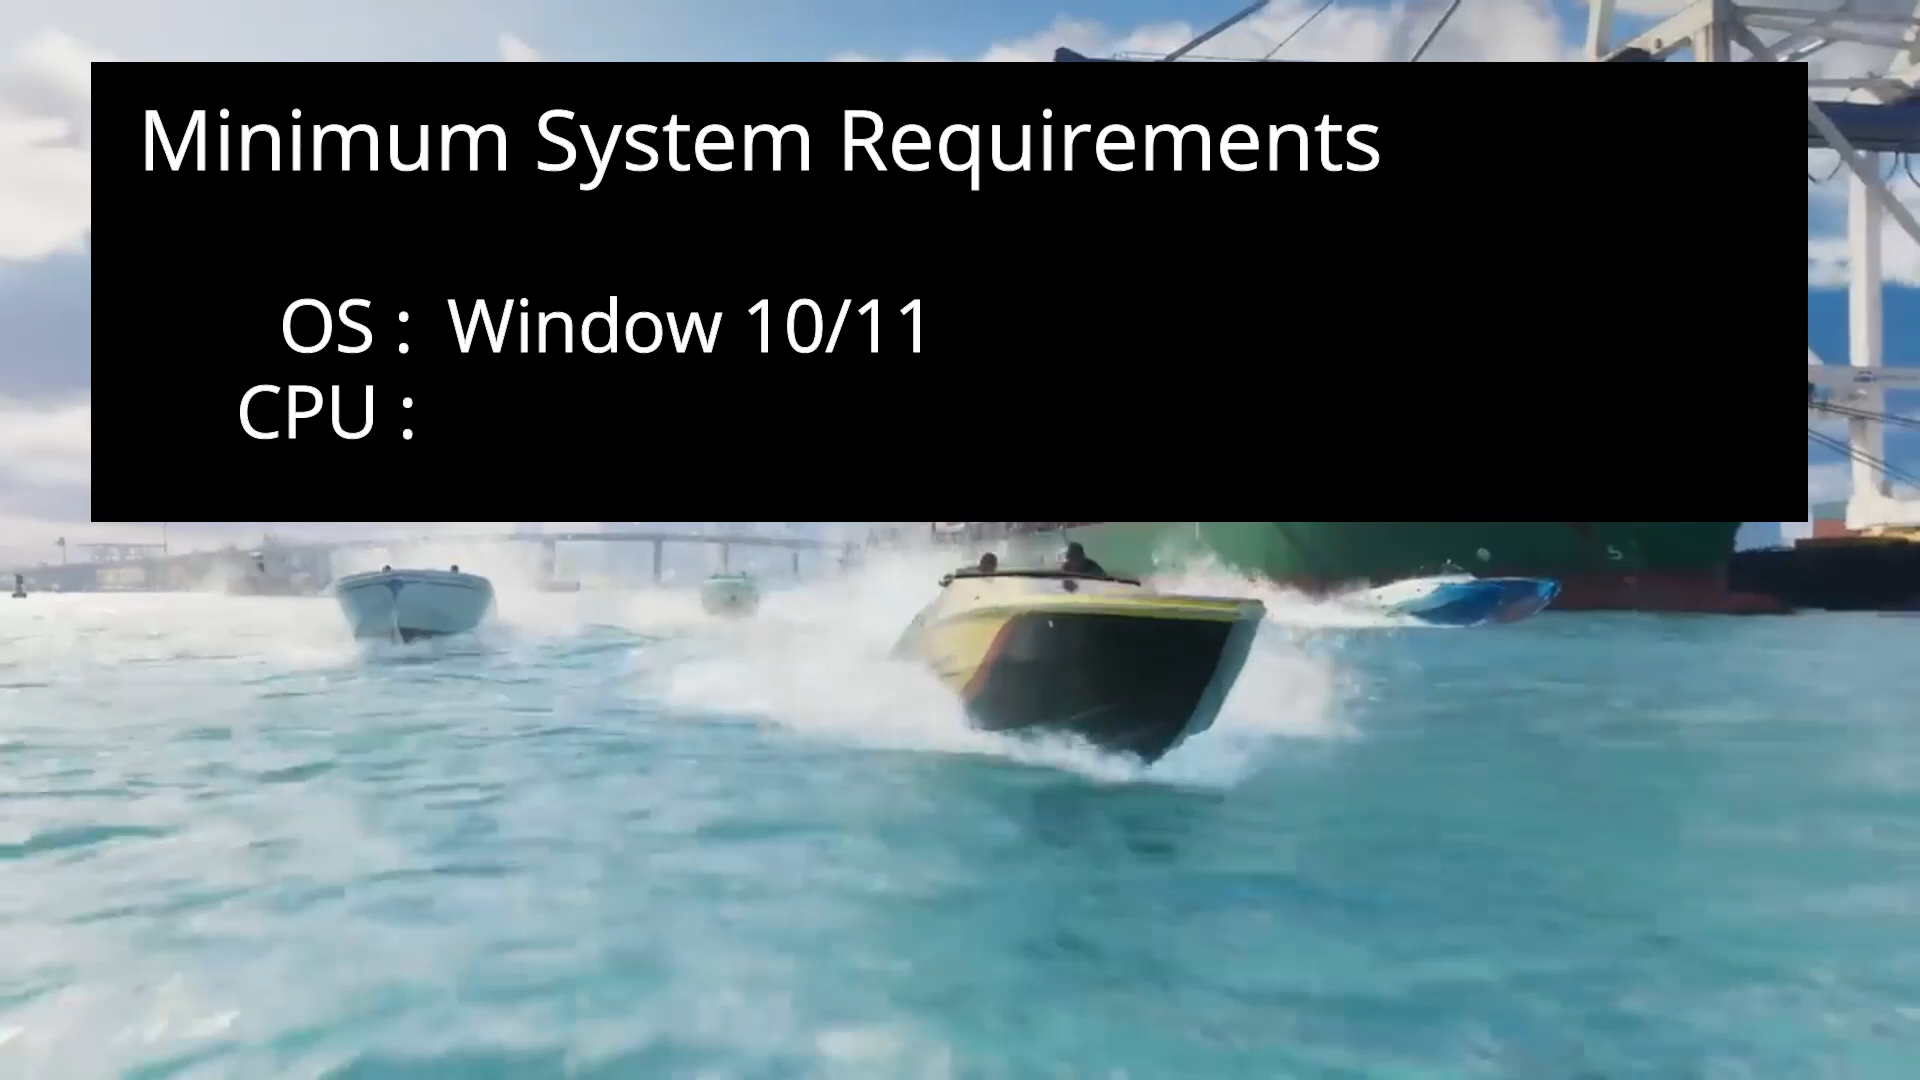 Minimum System Requirements
OS : Window 10/11
CPU :